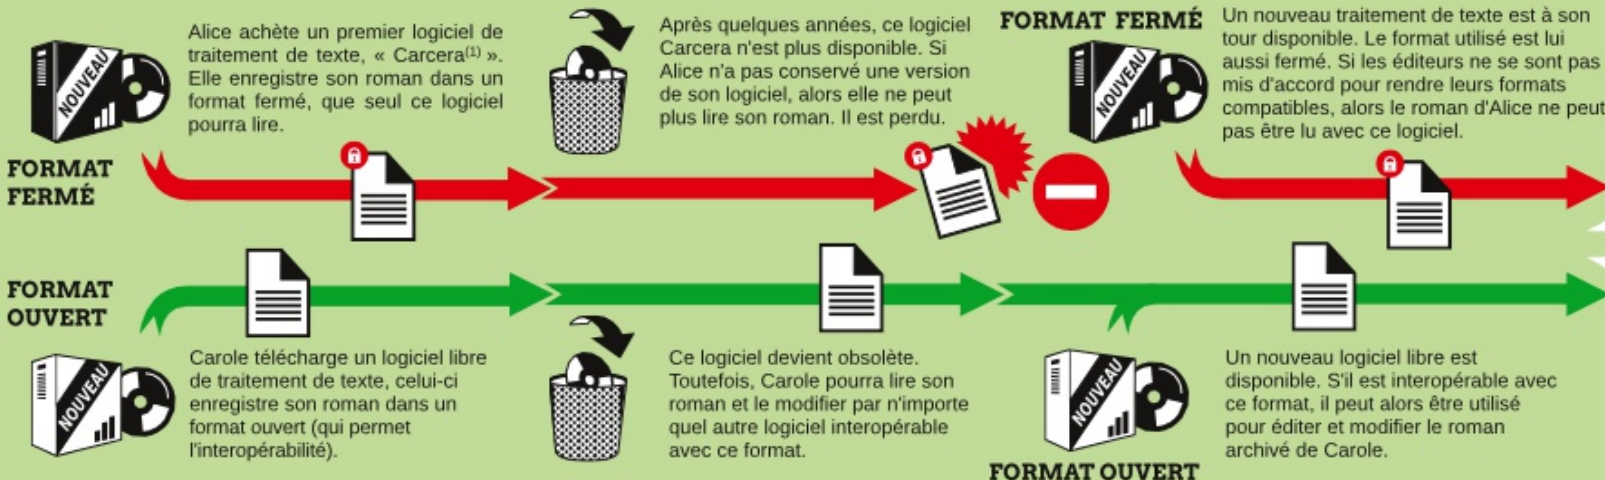 Alice achète un premier logiciel de
traitement de texte, « Carcera(1) ».
Elle enregistre son roman dans un
format fermé, que seul ce logiciel
pourra lire.
NOUVEAU
FORMAT
FERMÉ
Après quelques années, ce logiciel
Carcera n'est plus disponible. Si
Alice n'a pas conservé une version
de son logiciel, alors elle ne peut
plus lire son roman. Il est perdu.
FORMAT FERMÉ
NOUVEAU
Un nouveau traitement de texte est à son
tour disponible. Le format utilisé est lui
aussi fermé. Si les éditeurs ne se sont pas
mis d'accord pour rendre leurs formats
compatibles, alors le roman d'Alice ne peut
pas être lu avec ce logiciel.
FORMAT
OUVERT
NOUVEAU
Carole télécharge un logiciel libre
de traitement de texte, celui-ci
enregistre son roman dans un
format ouvert (qui permet
l'interopérabilité).
Ce logiciel devient obsolète.
Toutefois, Carole pourra lire son
roman et le modifier par n'importe
quel autre logiciel interopérable
avec ce format.
NOUVEAU
FORMAT OUVERT
Un nouveau logiciel libre est
disponible. S'il est interopérable avec
ce format, il peut alors être utilisé
pour éditer et modifier le roman
archivé de Carole.